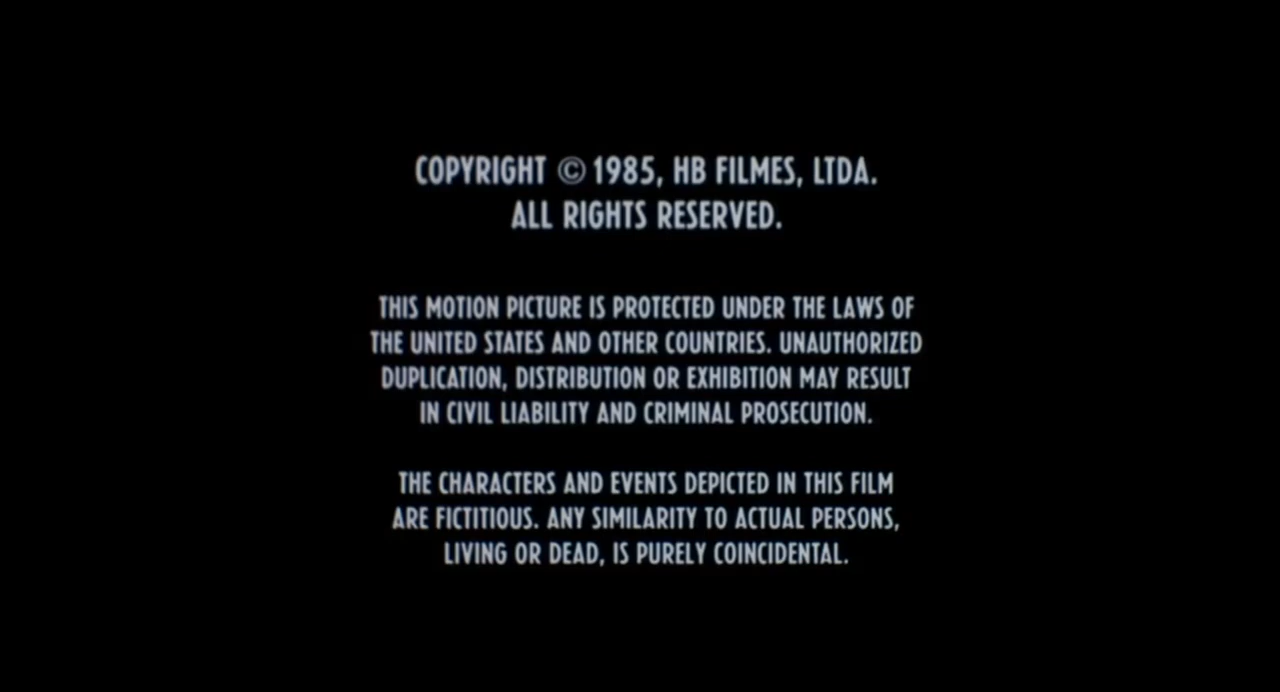 COPYRIGHT © 1985, HB FILMES, LTDA.
ALL RIGHTS RESERVED.
THIS MOTION PICTURE IS PROTECTED UNDER THE LAWS OF
THE UNITED STATES AND OTHER COUNTRIES. UNAUTHORIZED
DUPLICATION, DISTRIBUTION OR EXHIBITION MAY RESULT
IN CIVIL LIABILITY AND CRIMINAL PROSECUTION.
THE CHARACTERS AND EVENTS DEPICTED IN THIS FILM
ARE FICTITIOUS. ANY SIMILARITY TO ACTUAL PERSONS,
LIVING OR DEAD, IS PURELY COINCIDENTAL.